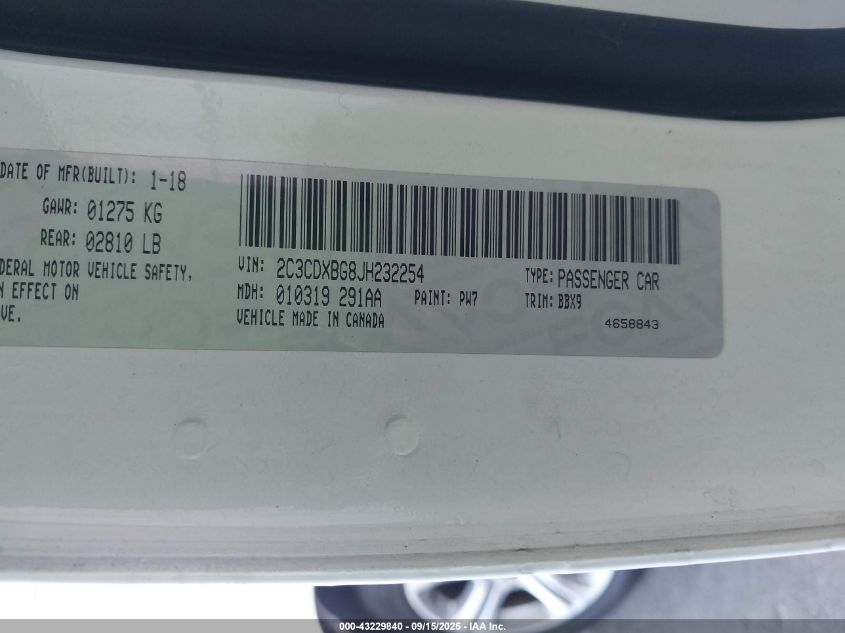 DATE OF MFR(BUILT): 1-18
GAWR: 01275 KG
REAR: 02810 LB
DERAL MOTOR VEHICLE SAFETY,
N EFFECT ON
VE.
VIN: 2C3CDXBG8JH232254 TYPE: PASSENGER CAR
MDH: 010319 291AA PAINT: PW7 TRIM: BBX9
VEHICLE MADE IN CANADA 4658843
000-43229840 - 09/15/2025 - IAA Inc.